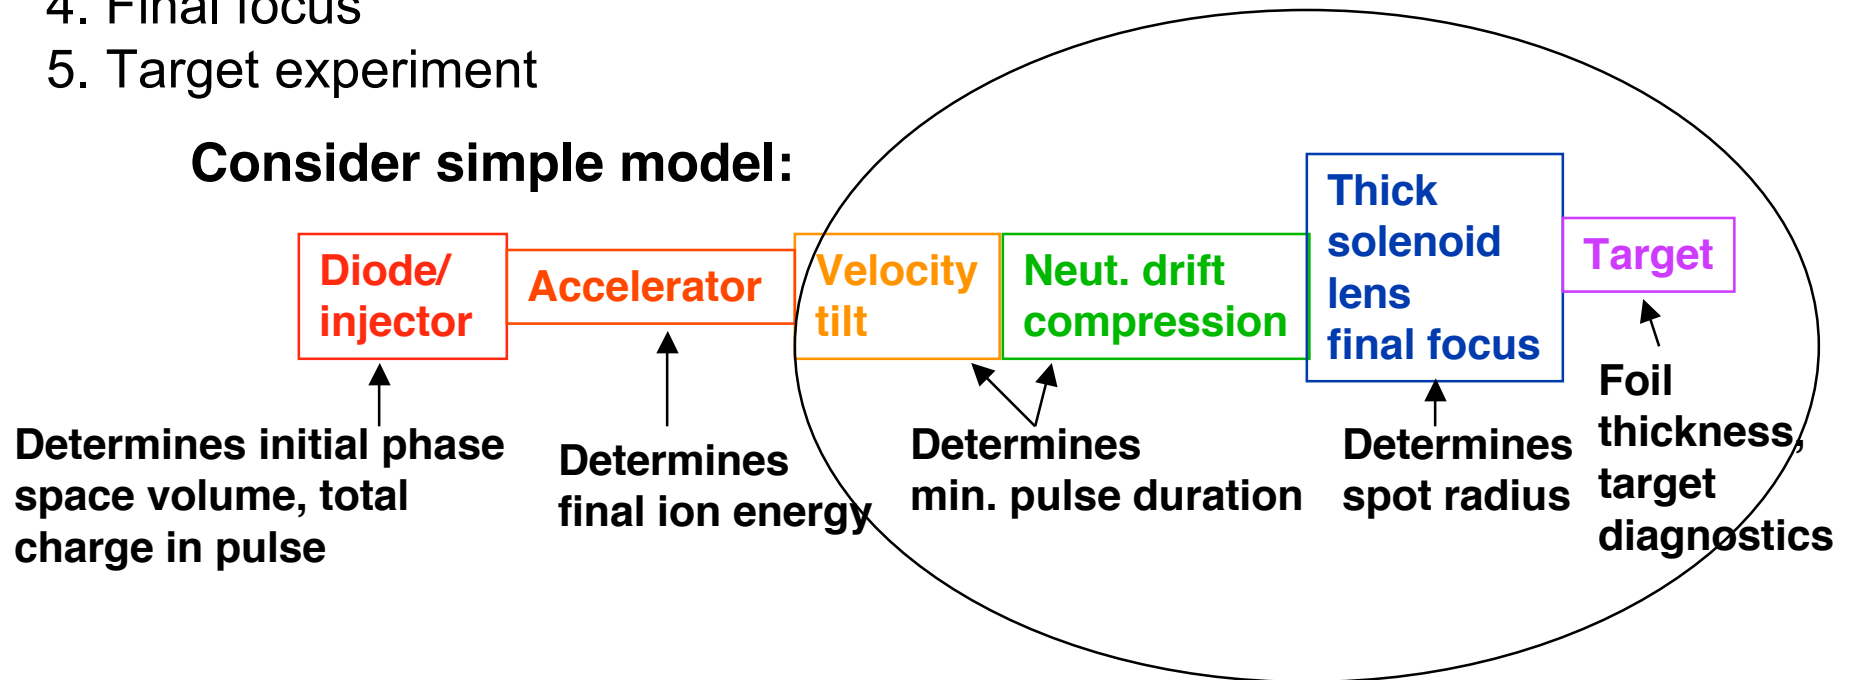 4. Final focus
5. Target experiment
Consider simple model:
Diode/
injector
Accelerator
Velocity
tilt
Neut. drift
compression
Thick
solenoid
lens
final focus
Target
Determines initial phase
space volume, total
charge in pulse
Determines
final ion energy
Determines
min. pulse duration
Determines
spot radius
Foil
thickness,
target
diagnostics